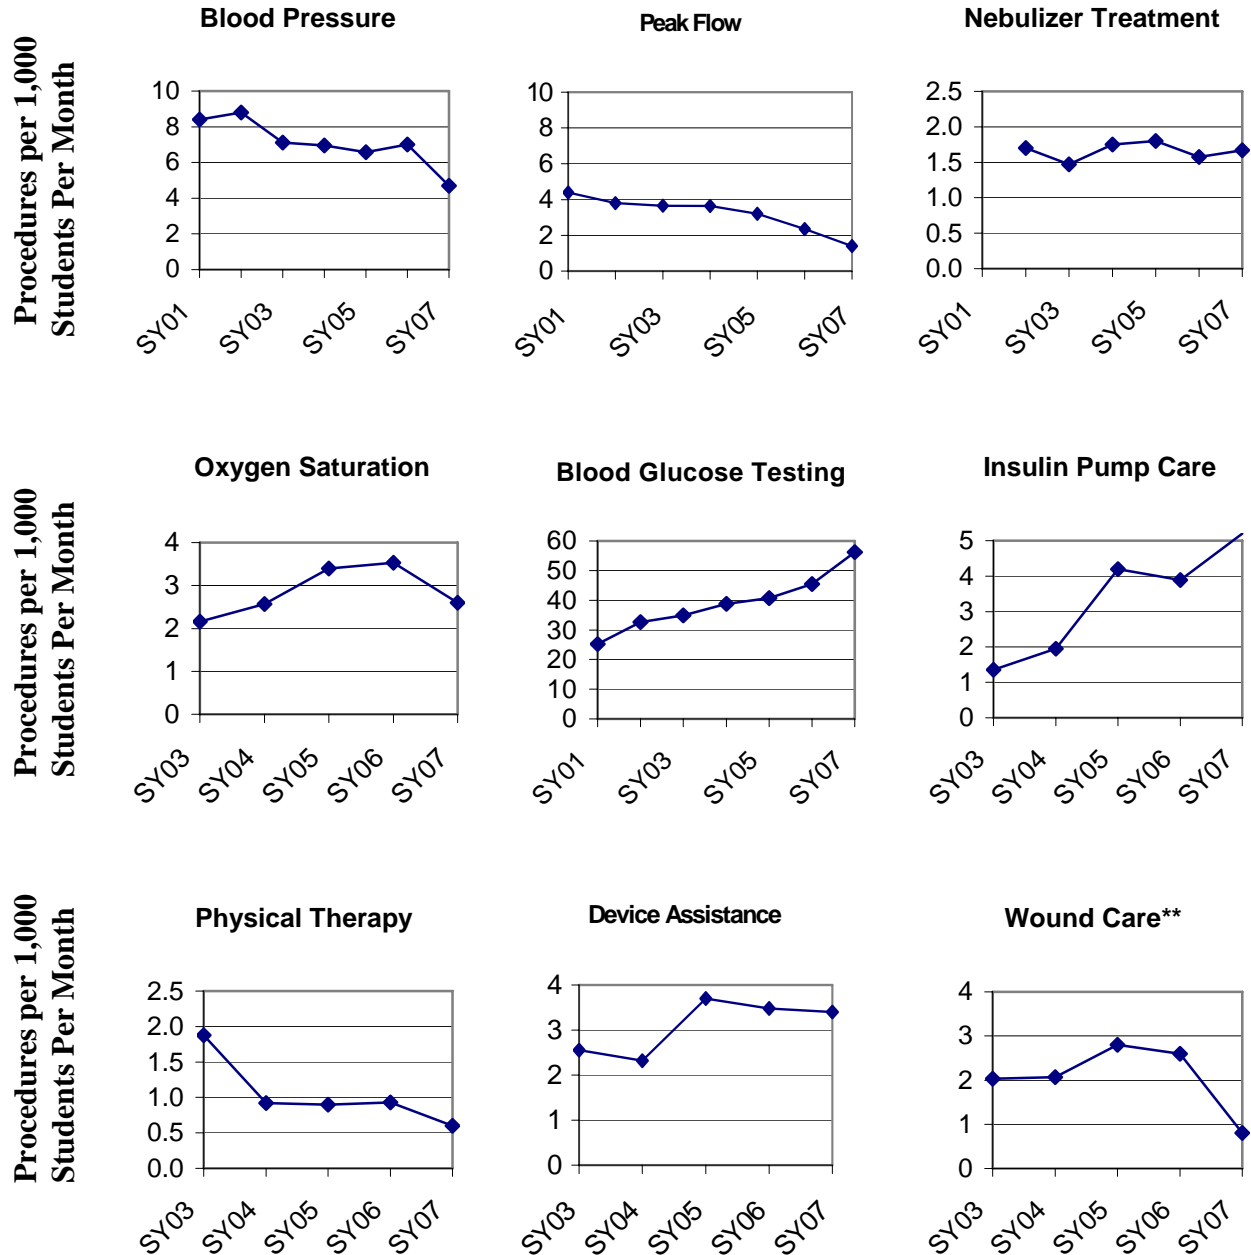 Blood Pressure
Peak Flow
Nebulizer Treatment
Procedures per 1,000
Students Per Month
10
8
6
4
2
0
SY01
SY03
SY05
SY07
10
8
6
4
2
0
SY01
SY03
SY05
SY07
2.5
2.0
1.5
1.0
0.5
0.0
SY01
SY03
SY05
SY07
Oxygen Saturation
Blood Glucose Testing
Insulin Pump Care
Procedures per 1,000
Students Per Month
4
3
2
1
0
SY03
SY04
SY05
SY06
SY07
60
50
40
30
20
10
0
SY01
SY03
SY05
SY07
5
4
3
2
1
0
SY03
SY04
SY05
SY06
SY07
Physical Therapy
Device Assistance
Wound Care**
Procedures per 1,000
Students Per Month
2.5
2.0
1.5
1.0
0.5
0.0
SY03
SY04
SY05
SY06
SY07
4
3
2
1
0
SY03
SY04
SY05
SY06
SY07
4
3
2
1
0
SY03
SY04
SY05
SY06
SY07